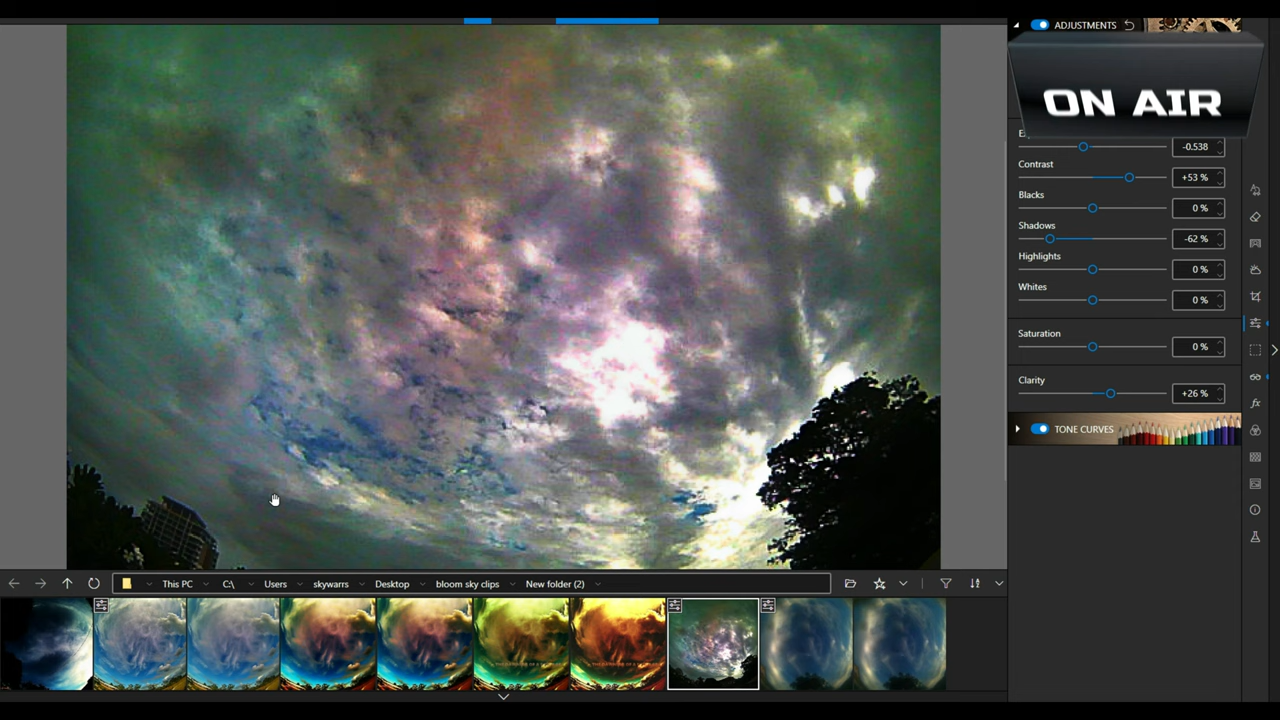 ADJUSTMENTS
ON AIR
-0.538
Contrast
+53 %
Blacks
0 %
Shadows
-62 %
Highlights
0 %
Whites
0 %
Saturation
0 %
Clarity
+26 %
TONE CURVES
This PC
C:\
Users
skywarrs
Desktop
bloom sky clips
New folder (2)
fx